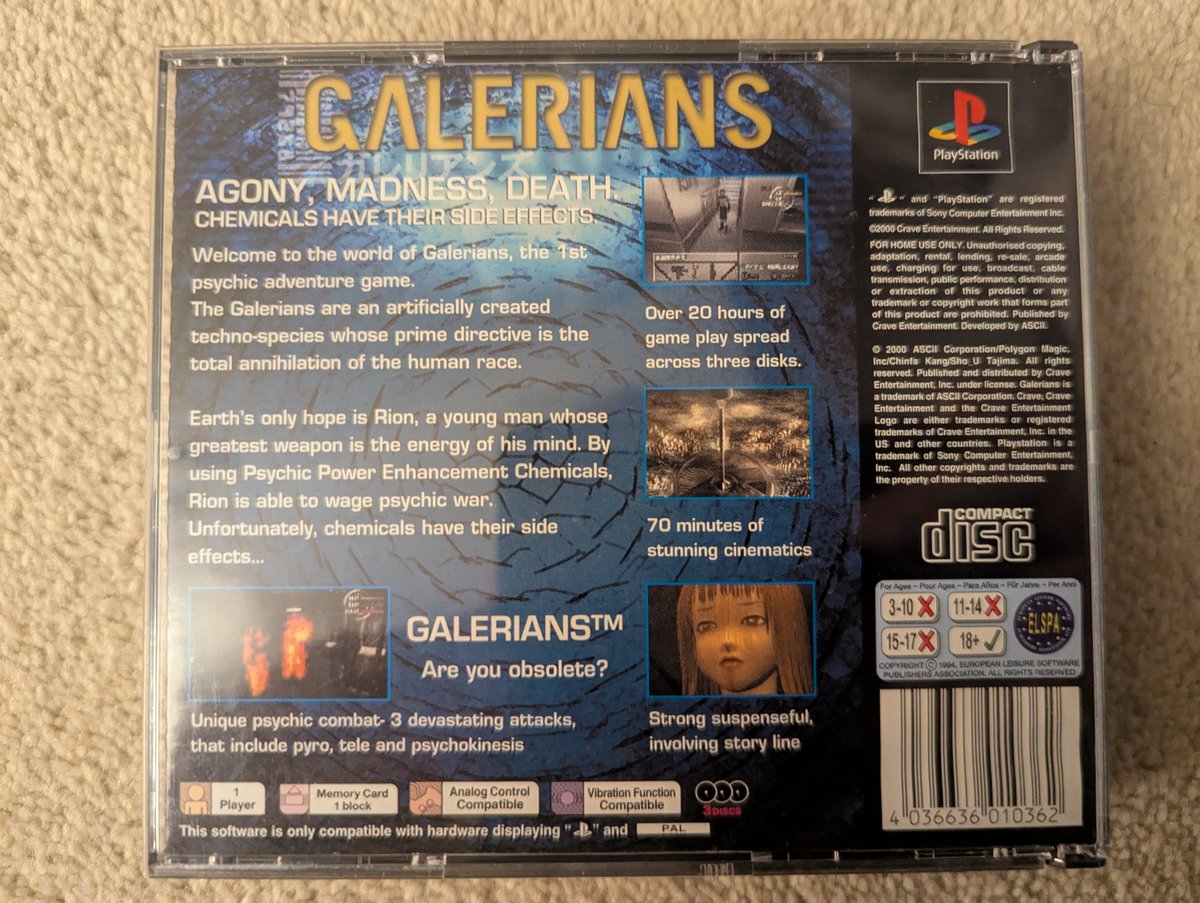 GALERIANS
ガレリアンズ
AGONY, MADNESS, DEATH.
CHEMICALS HAVE THEIR SIDE EFFECTS.
Welcome to the world of Galerians, the 1st
psychic adventure game.
The Galerians are an artificially created
techno-species whose prime directive is the
total annihilation of the human race.
Earth's only hope is Rion, a young man whose
greatest weapon is the energy of his mind. By
using Psychic Power Enhancement Chemicals,
Rion is able to wage psychic war.
Unfortunately, chemicals have their side
effects...
Over 20 hours of
game play spread
across three disks.
70 minutes of
stunning cinematics
GALERIANS™
Are you obsolete?
Unique psychic combat- 3 devastating attacks,
that include pyro, tele and psychokinesis
Strong suspenseful,
involving story line
1
Player
Memory Card
1 block
Analog Control
Compatible
Vibration Function
Compatible
3 DISCS
This software is only compatible with hardware displaying " " and PAL
PlayStation
" " and "PlayStation" are registered
trademarks of Sony Computer Entertainment Inc.
©2000 Crave Entertainment. All Rights Reserved.
FOR HOME USE ONLY. Unauthorised copying,
adaptation, rental, lending, re-sale, arcade
use, charging for use, broadcast, cable
transmission, public performance, distribution
or extraction of this product or any
trademark or copyright work that forms part
of this product are prohibited. Published by
Crave Entertainment. Developed by ASCII.
© 2000 ASCII Corporation/Polygon Magic,
Inc/Chinfa Kang/Sho_U Tajima. All rights
reserved. Published and distributed by Crave
Entertainment, Inc. under license. Galerians is
a trademark of ASCII Corporation. Crave, Crave
Entertainment and the Crave Entertainment
Logo are either trademarks or registered
trademarks of Crave Entertainment, Inc. in the
US and other countries. Playstation is a
trademark of Sony Computer Entertainment,
Inc. All other copyrights and trademarks are
the property of their respective holders.
COMPACT
disc
For Ages – Pour Ages – Para Años – Für Jahre – Per Anni
3-10 11-14
15-17 18+
ELSPA
COPYRIGHT © 1994, EUROPEAN LEISURE SOFTWARE
PUBLISHERS ASSOCIATION. ALL RIGHTS RESERVED
4 036636 010362